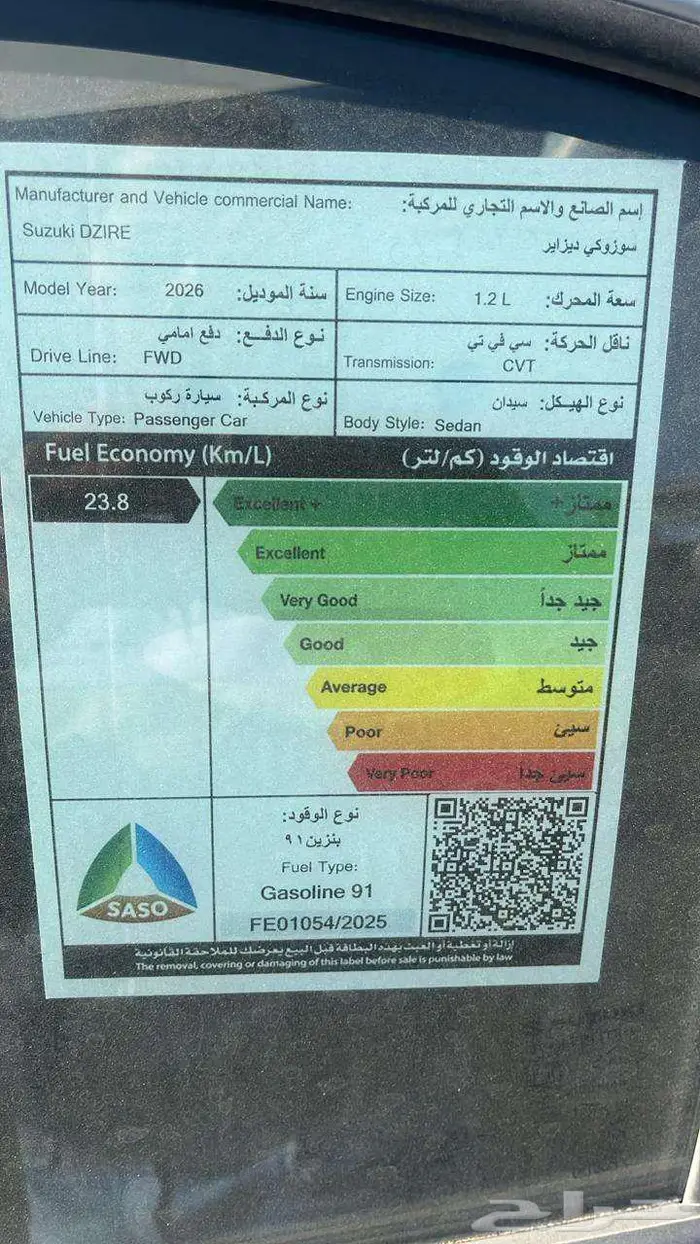 Manufacturer and Vehicle commercial Name: إسم الصانع والاسم التجاري للمركبة:
Suzuki DZIRE سوزوكي ديزاير
Model Year: 2026 سنة الموديل:
Engine Size: 1.2 L سعة المحرك:
نوع الدفع: دفع امامي
Drive Line: FWD
ناقل الحركة: سي في تي
Transmission: CVT
نوع المركبة: سيارة ركوب
Vehicle Type: Passenger Car
نوع الهيكل: سيدان
Body Style: Sedan
Fuel Economy (Km/L) اقتصاد الوقود (كم/لتر)
23.8
Excellent + ممتاز +
Excellent ممتاز
Very Good جيد جداً
Good جيد
Average متوسط
Poor سيئ
Very Poor سيئ جدا
نوع الوقود:
بنزين ٩١
Fuel Type:
Gasoline 91
FE01054/2025
SASO
إزالة أو تغطية أو العبث بهذه البطاقة قبل البيع يعرضك للملاحقة القانونية
The removal, covering or damaging of this label before sale is punishable by law
حراج